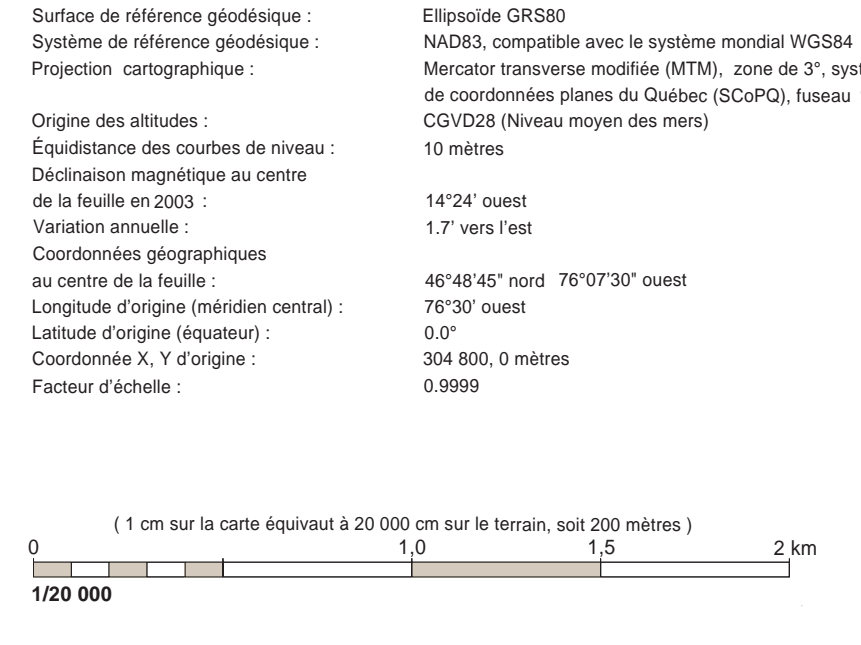 Surface de référence géodésique : Ellipsoïde GRS80
Système de référence géodésique : NAD83, compatible avec le système mondial WGS84
Projection cartographique : Mercator transverse modifiée (MTM), zone de 3°, syst
de coordonnées planes du Québec (SCoPQ), fuseau
Origine des altitudes : CGVD28 (Niveau moyen des mers)
Équidistance des courbes de niveau : 10 mètres
Déclinaison magnétique au centre
de la feuille en 2003 : 14°24’ ouest
Variation annuelle : 1.7’ vers l’est
Coordonnées géographiques
au centre de la feuille : 46°48’45" nord 76°07’30" ouest
Longitude d’origine (méridien central) : 76°30’ ouest
Latitude d’origine (équateur) : 0.0°
Coordonnée X, Y d’origine : 304 800, 0 mètres
Facteur d’échelle : 0.9999
( 1 cm sur la carte équivaut à 20 000 cm sur le terrain, soit 200 mètres )
0 1,0 1,5 2 km
1/20 000